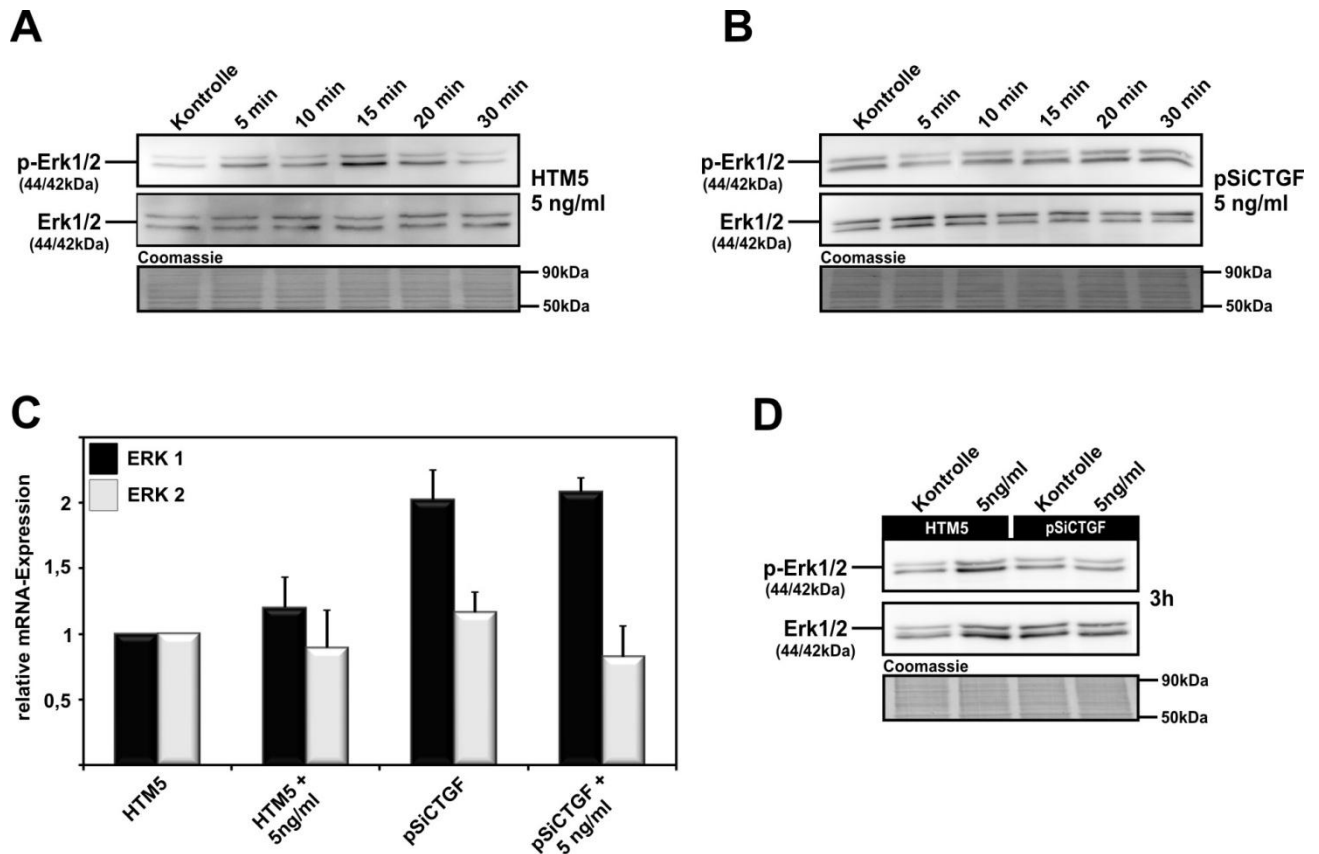 A
Kontrolle
5 min
10 min
15 min
20 min
30 min
p-Erk1/2
(44/42kDa)
Erk1/2
(44/42kDa)
HTM5
5 ng/ml
Coomassie
90kDa
50kDa
B
Kontrolle
5 min
10 min
15 min
20 min
30 min
p-Erk1/2
(44/42kDa)
Erk1/2
(44/42kDa)
pSiCTGF
5 ng/ml
Coomassie
90kDa
50kDa
C
relative mRNA-Expression
2
1,5
1
0,5
ERK 1
ERK 2
HTM5
HTM5 +
5ng/ml
pSiCTGF
pSiCTGF +
5 ng/ml
D
Kontrolle
5ng/ml
Kontrolle
5ng/ml
HTM5
pSiCTGF
p-Erk1/2
(44/42kDa)
Erk1/2
(44/42kDa)
3h
Coomassie
90kDa
50kDa